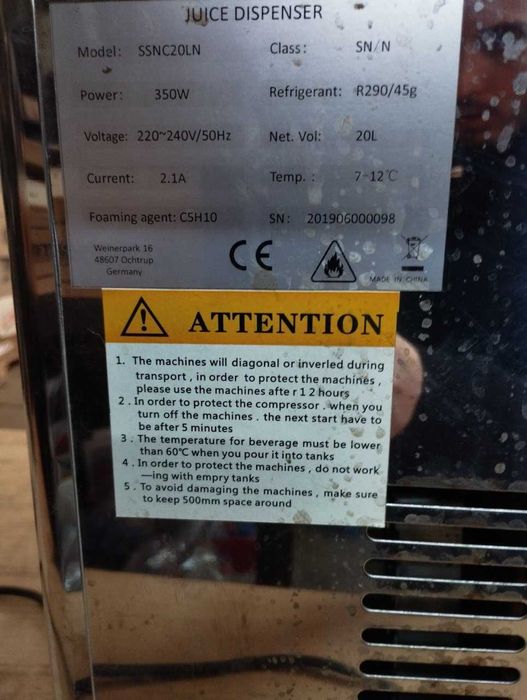 JUICE DISPENSER
Model: SSNC20LN Class: SN/N
Power: 350W Refrigerant: R290/45g
Voltage: 220~240V/50Hz Net. Vol: 20L
Current: 2.1A Temp. : 7-12℃
Foaming agent: C5H10 SN: 201906000098
Weinerpark 16
48607 Ochtrup
Germany
CE
MADE IN CHINA
ATTENTION
1. The machines will diagonal or inverled during
transport , in order to protect the machines ,
please use the machines afte r 1 2 hours
2 . In order to protect the compressor . when you
turn off the machines . the next start have to
be after 5 minutes
3 . The temperature for beverage must be lower
than 60℃ when you pour it into tanks
4 . In order to protect the machines , do not work
—ing with empry tanks
5 . To avoid damaging the machines , make sure
to keep 500mm space around